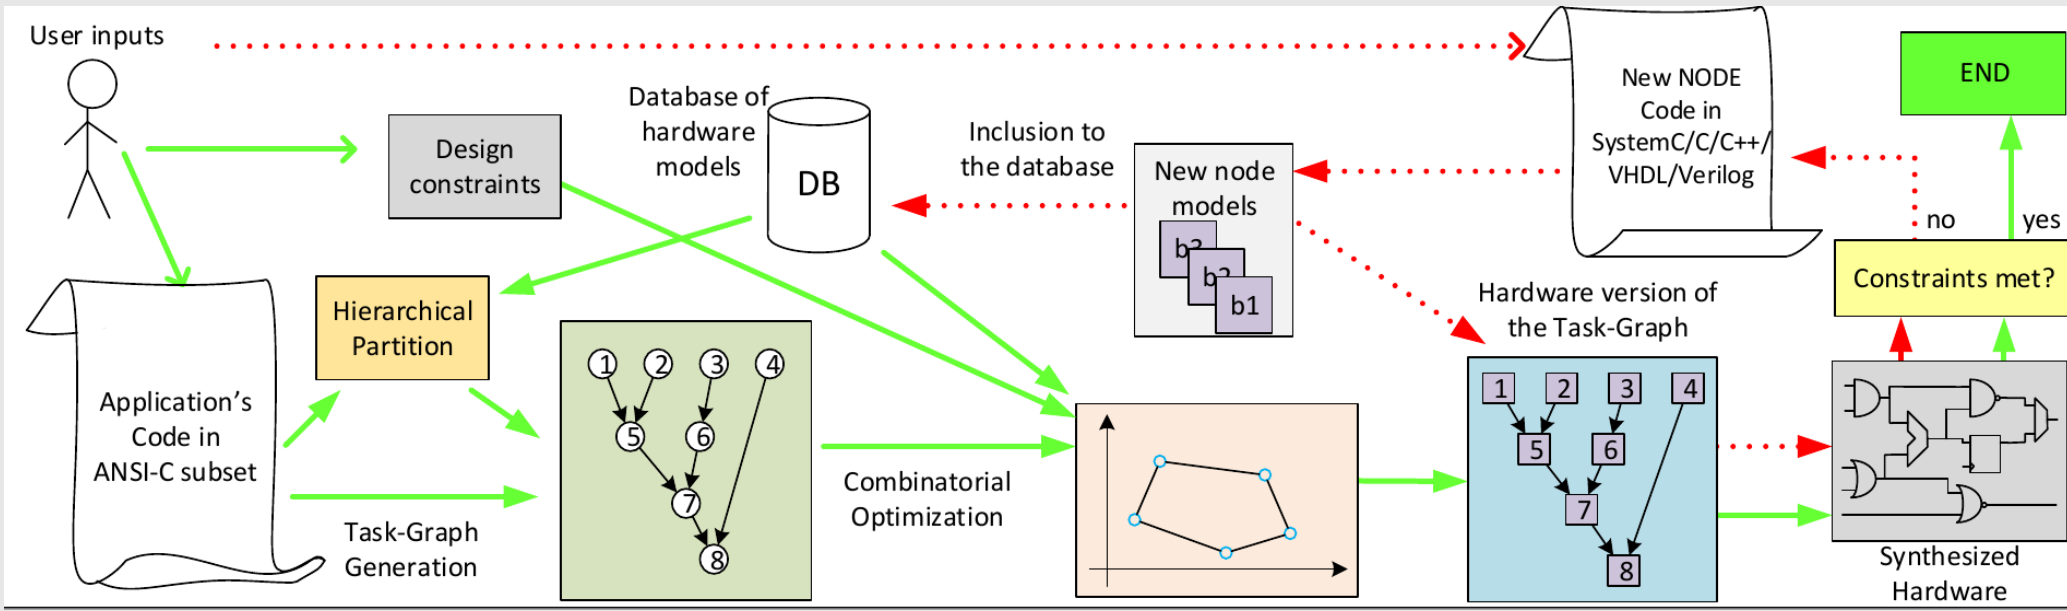 User inputs
Design
constraints
Database of
hardware
models
DB
Inclusion to
the database
New node
models
b3
b2
b1
New NODE
Code in
SystemC/C/C++/
VHDL/Verilog
END
no
yes
Constraints met?
Application's
Code in
ANSI-C subset
Hierarchical
Partition
Task-Graph
Generation
1 2 3 4
5 6
7
8
Combinatorial
Optimization
Hardware version of
the Task-Graph
1 2 3 4
5 6
7
8
Synthesized
Hardware